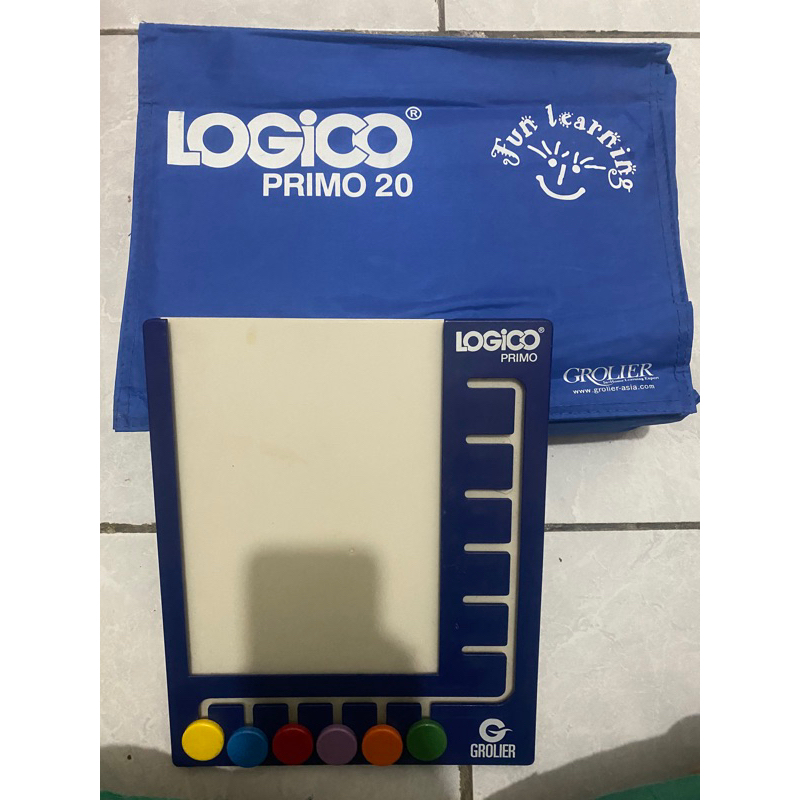 LOGiCO®
PRIMO 20
Fun learning
GROLIER
www.grolier-asia.com
LOGiCO®
PRIMO
G
GROLIER